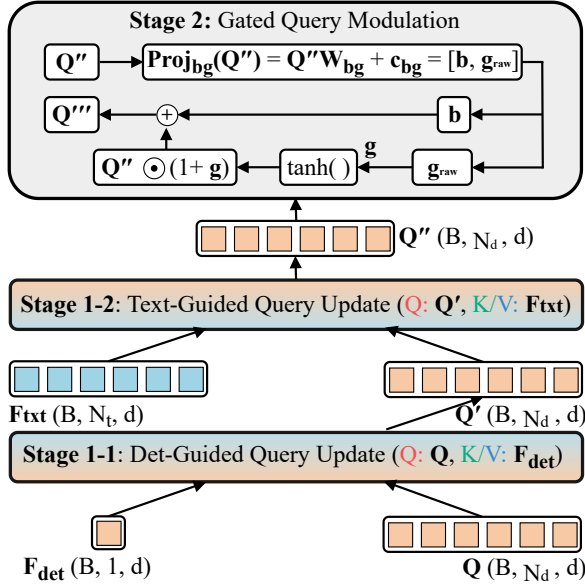 Stage 2: Gated Query Modulation
Q″ Proj_bg(Q″) = Q″W_bg + c_bg = [b, g_raw]
Q‴ + b
g
Q″ ⊙ (1+ g) tanh( ) g_raw
Q″ (B, N_d, d)
Stage 1-2: Text-Guided Query Update (Q: Q′, K/V: Ftxt)
Ftxt (B, N_t, d) Q′ (B, N_d, d)
Stage 1-1: Det-Guided Query Update (Q: Q, K/V: F_det)
F_det (B, 1, d) Q (B, N_d, d)